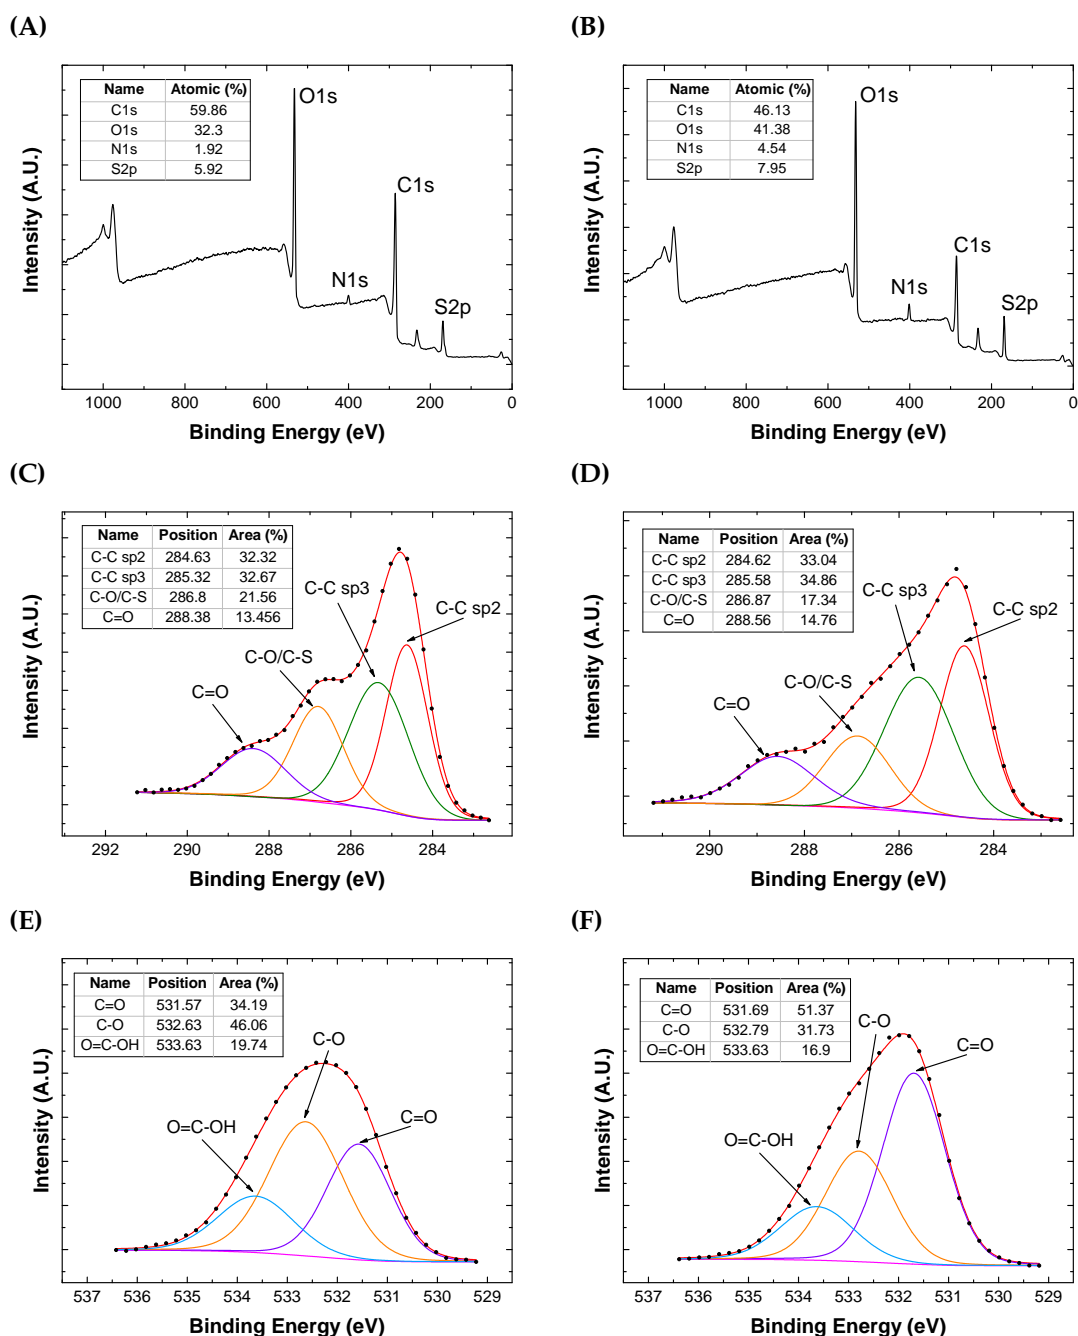 (A)
Name Atomic (%)
C1s 59.86
O1s 32.3
N1s 1.92
S2p 5.92
O1s
C1s
N1s
S2p
Intensity (A.U.)
1000 800 600 400 200 0
Binding Energy (eV)
(B)
Name Atomic (%)
C1s 46.13
O1s 41.38
N1s 4.54
S2p 7.95
O1s
C1s
N1s
S2p
Intensity (A.U.)
1000 800 600 400 200 0
Binding Energy (eV)
(C)
Name Position Area (%)
C-C sp2 284.63 32.32
C-C sp3 285.32 32.67
C-O/C-S 286.8 21.56
C=O 288.38 13.456
C-C sp3
C-C sp2
C-O/C-S
C=O
Intensity (A.U.)
292 290 288 286 284
Binding Energy (eV)
(D)
Name Position Area (%)
C-C sp2 284.62 33.04
C-C sp3 285.58 34.86
C-O/C-S 286.87 17.34
C=O 288.56 14.76
C-C sp3
C-C sp2
C-O/C-S
C=O
Intensity (A.U.)
290 288 286 284
Binding Energy (eV)
(E)
Name Position Area (%)
C=O 531.57 34.19
C-O 532.63 46.06
O=C-OH 533.63 19.74
C-O
C=O
O=C-OH
Intensity (A.U.)
537 536 535 534 533 532 531 530 529
Binding Energy (eV)
(F)
Name Position Area (%)
C=O 531.69 51.37
C-O 532.79 31.73
O=C-OH 533.63 16.9
C-O
C=O
O=C-OH
Intensity (A.U.)
537 536 535 534 533 532 531 530 529
Binding Energy (eV)